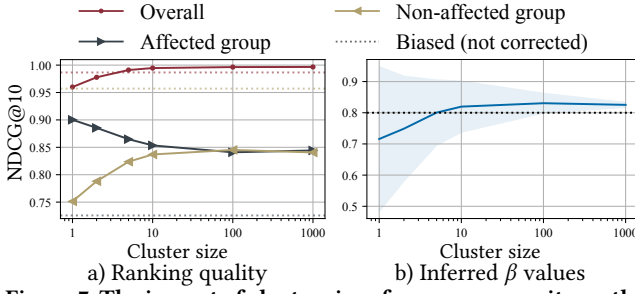 Overall
Non-affected group
Affected group
Biased (not corrected)
NDCG@10
1.00
0.95
0.90
0.85
0.80
0.75
1
10
100
1000
Cluster size
a) Ranking quality
0.9
0.8
0.7
0.6
0.5
1
10
100
1000
Cluster size
b) Inferred β values